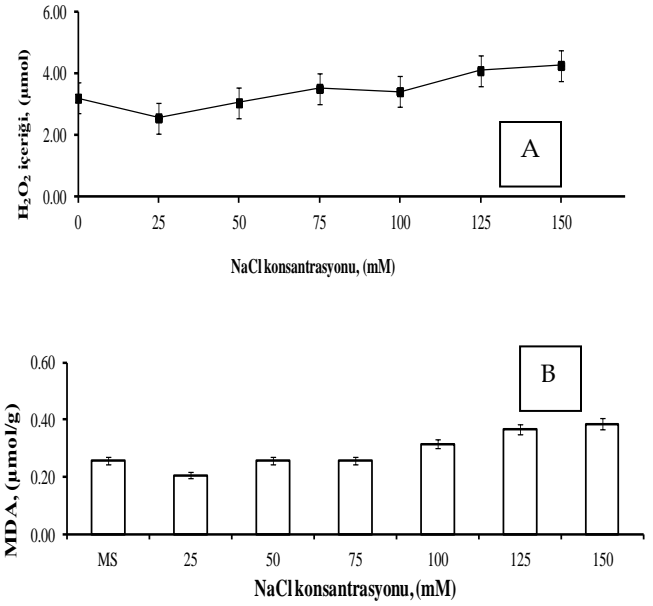 6.00
4.00
2.00
0.00
H₂O₂ içeriği, (µmol)
A
0 25 50 75 100 125 150
NaCl konsantrasyonu, (mM)
0.60
0.40
0.20
0.00
MDA, (µmol/g)
B
MS 25 50 75 100 125 150
NaCl konsantrasyonu, (mM)